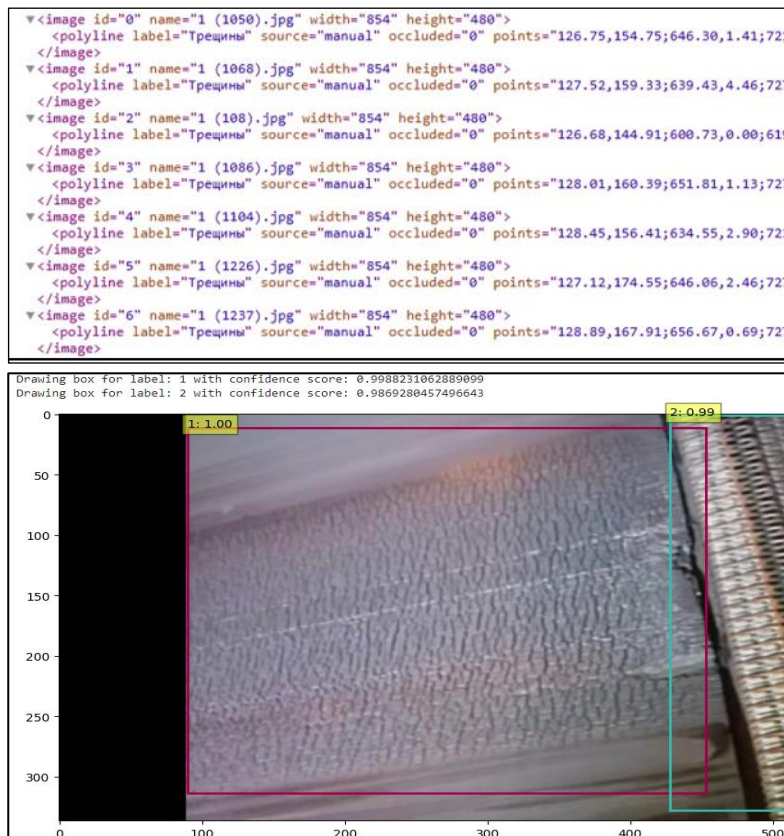 ▼<image id="0" name="1 (1050).jpg" width="854" height="480">
<polyline label="Трещины" source="manual" occluded="0" points="126.75,154.75;646.30,1.41;72
</image>
▼<image id="1" name="1 (1068).jpg" width="854" height="480">
<polyline label="Трещины" source="manual" occluded="0" points="127.52,159.33;639.43,4.46;727
</image>
▼<image id="2" name="1 (108).jpg" width="854" height="480">
<polyline label="Трещины" source="manual" occluded="0" points="126.68,144.91;600.73,0.00;619
</image>
▼<image id="3" name="1 (1086).jpg" width="854" height="480">
<polyline label="Трещины" source="manual" occluded="0" points="128.01,160.39;651.81,1.13;727
</image>
▼<image id="4" name="1 (1104).jpg" width="854" height="480">
<polyline label="Трещины" source="manual" occluded="0" points="128.45,156.41;634.55,2.90;72
</image>
▼<image id="5" name="1 (1226).jpg" width="854" height="480">
<polyline label="Трещины" source="manual" occluded="0" points="127.12,174.55;646.06,2.46;727
</image>
▼<image id="6" name="1 (1237).jpg" width="854" height="480">
<polyline label="Трещины" source="manual" occluded="0" points="128.89,167.91;656.67,0.69;727
</image>
Drawing box for label: 1 with confidence score: 0.9988231062889099
Drawing box for label: 2 with confidence score: 0.9869280457496643
1: 1.00
2: 0.99
0
50
100
150
200
250
300
0 100 200 300 400 500